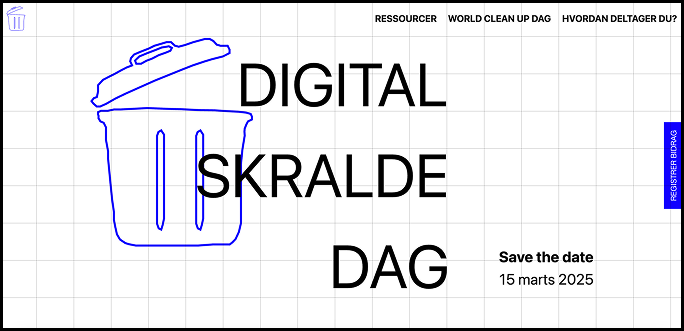 RESSOURCER WORLD CLEAN UP DAG HVORDAN DELTAGER DU?
DIGITAL
SKRALDE
DAG
REGISTRER BIDRAG
Save the date
15 marts 2025